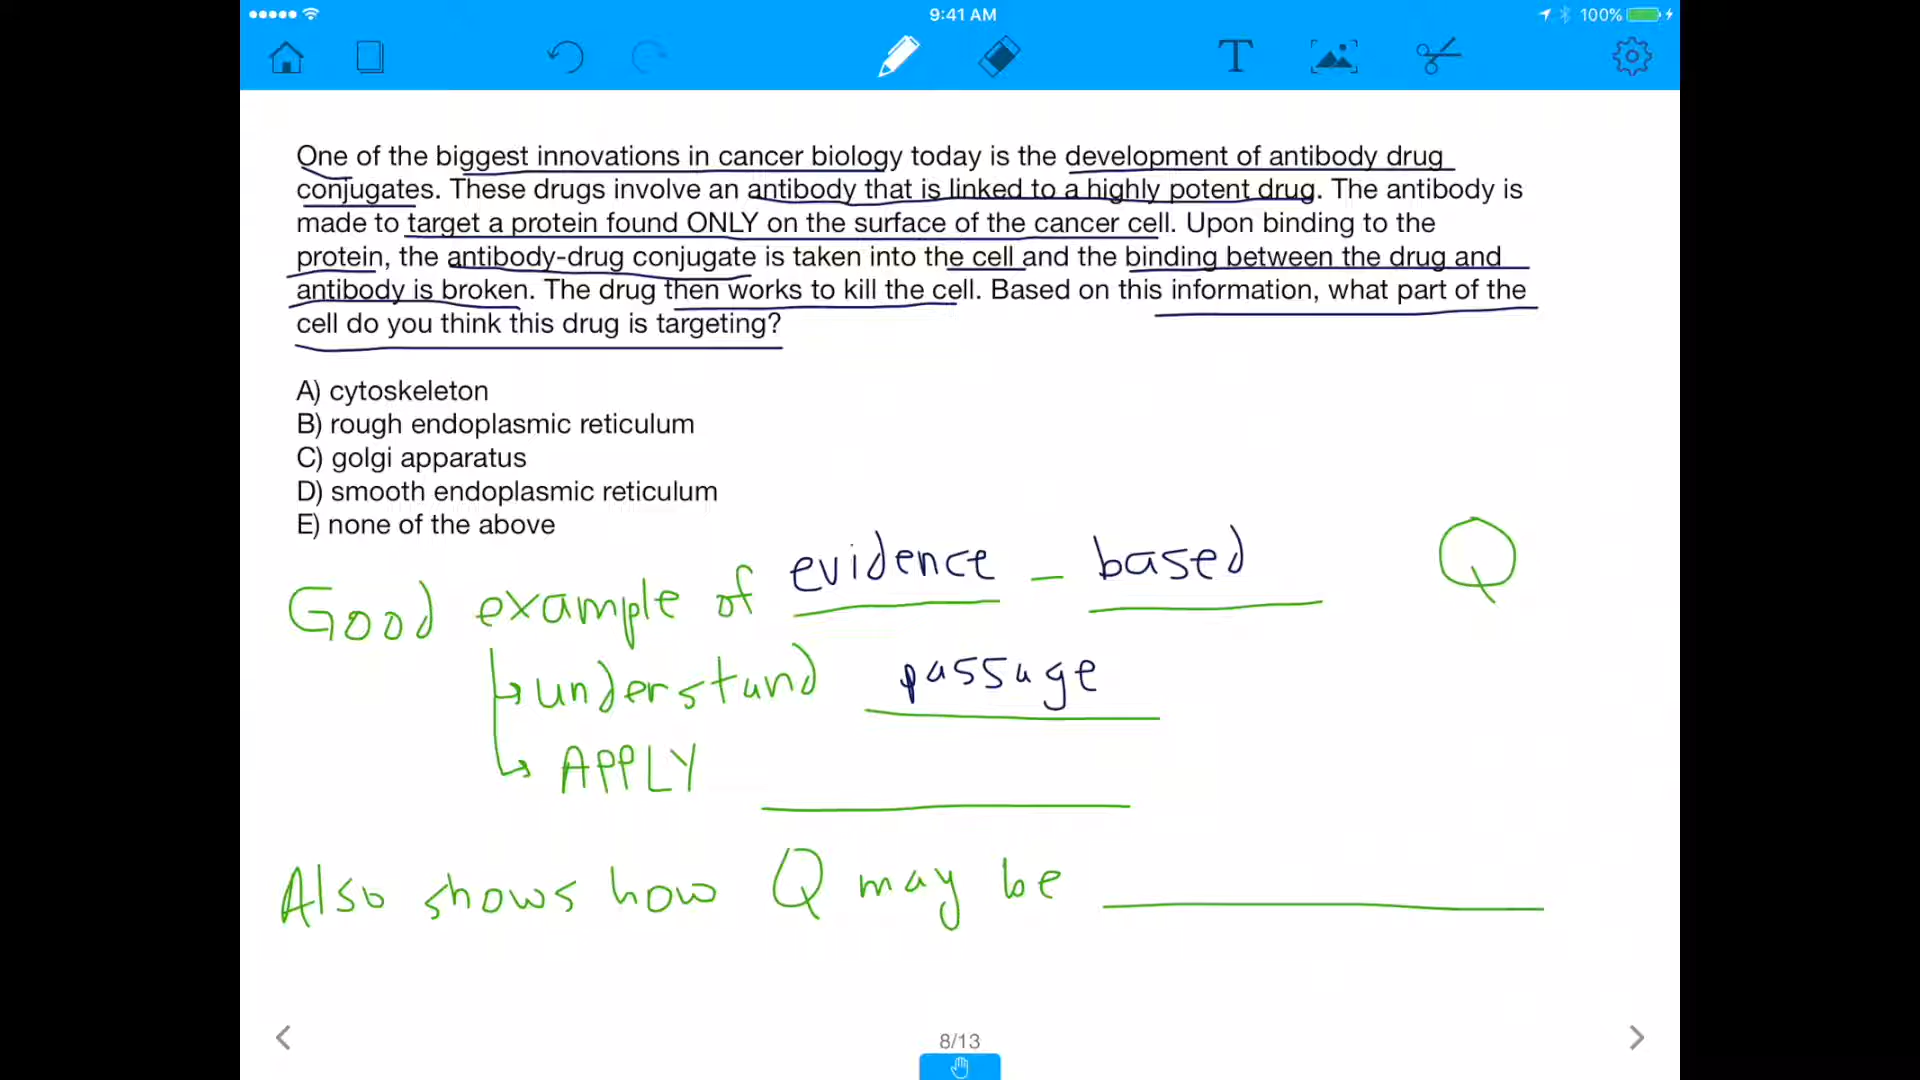 9:41 AM
100%
T
One of the biggest innovations in cancer biology today is the development of antibody drug
conjugates. These drugs involve an antibody that is linked to a highly potent drug. The antibody is
made to target a protein found ONLY on the surface of the cancer cell. Upon binding to the
protein, the antibody-drug conjugate is taken into the cell and the binding between the drug and
antibody is broken. The drug then works to kill the cell. Based on this information, what part of the
cell do you think this drug is targeting?
A) cytoskeleton
B) rough endoplasmic reticulum
C) golgi apparatus
D) smooth endoplasmic reticulum
E) none of the above
Good example of evidence - based Q
understand passage
APPLY
Also shows how Q may be
8/13